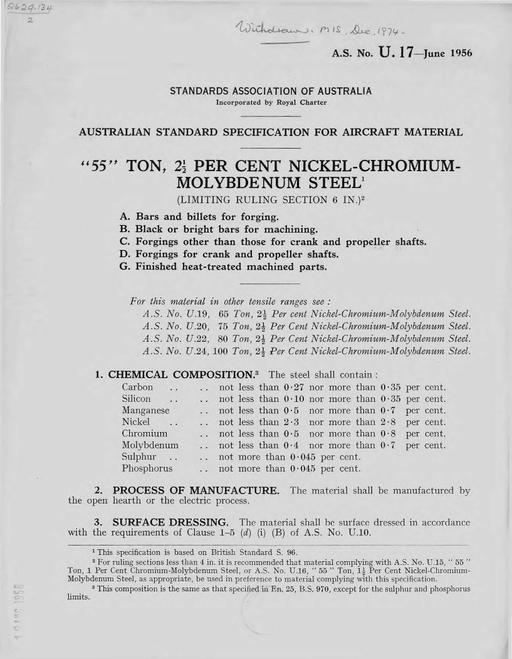 5629.134
2
Withdrawn. MIS. Dec. 1974.
A.S. No. U. 17—June 1956
STANDARDS ASSOCIATION OF AUSTRALIA
Incorporated by Royal Charter
AUSTRALIAN STANDARD SPECIFICATION FOR AIRCRAFT MATERIAL
“55” TON, 2½ PER CENT NICKEL-CHROMIUM-
MOLYBDENUM STEEL¹
(LIMITING RULING SECTION 6 IN.)²
A. Bars and billets for forging.
B. Black or bright bars for machining.
C. Forgings other than those for crank and propeller shafts.
D. Forgings for crank and propeller shafts.
G. Finished heat-treated machined parts.
For this material in other tensile ranges see :
A.S. No. U.19, 65 Ton, 2½ Per cent Nickel-Chromium-Molybdenum Steel.
A.S. No. U.20, 75 Ton, 2½ Per Cent Nickel-Chromium-Molybdenum Steel.
A.S. No. U.22, 80 Ton, 2½ Per Cent Nickel-Chromium-Molybdenum Steel.
A.S. No. U.24, 100 Ton, 2½ Per Cent Nickel-Chromium-Molybdenum Steel.
1. CHEMICAL COMPOSITION.³ The steel shall contain :
Carbon .. .. not less than 0·27 nor more than 0·35 per cent.
Silicon .. .. not less than 0·10 nor more than 0·35 per cent.
Manganese .. not less than 0·5 nor more than 0·7 per cent.
Nickel .. .. not less than 2·3 nor more than 2·8 per cent.
Chromium .. not less than 0·5 nor more than 0·8 per cent.
Molybdenum .. not less than 0·4 nor more than 0·7 per cent.
Sulphur .. .. not more than 0·045 per cent.
Phosphorus .. not more than 0·045 per cent.
2. PROCESS OF MANUFACTURE. The material shall be manufactured by
the open hearth or the electric process.
3. SURFACE DRESSING. The material shall be surface dressed in accordance
with the requirements of Clause 1–5 (d) (i) (B) of A.S. No. U.10.
¹ This specification is based on British Standard S. 96.
² For ruling sections less than 4 in. it is recommended that material complying with A.S. No. U.15, “ 55 ”
Ton, 1 Per Cent Chromium-Molybdenum Steel, or A.S. No. U.16, “ 55 ” Ton, 1½ Per Cent Nickel-Chromium-
Molybdenum Steel, as appropriate, be used in preference to material complying with this specification.
³ This composition is the same as that specified in En. 25, B.S. 970, except for the sulphur and phosphorus
limits.